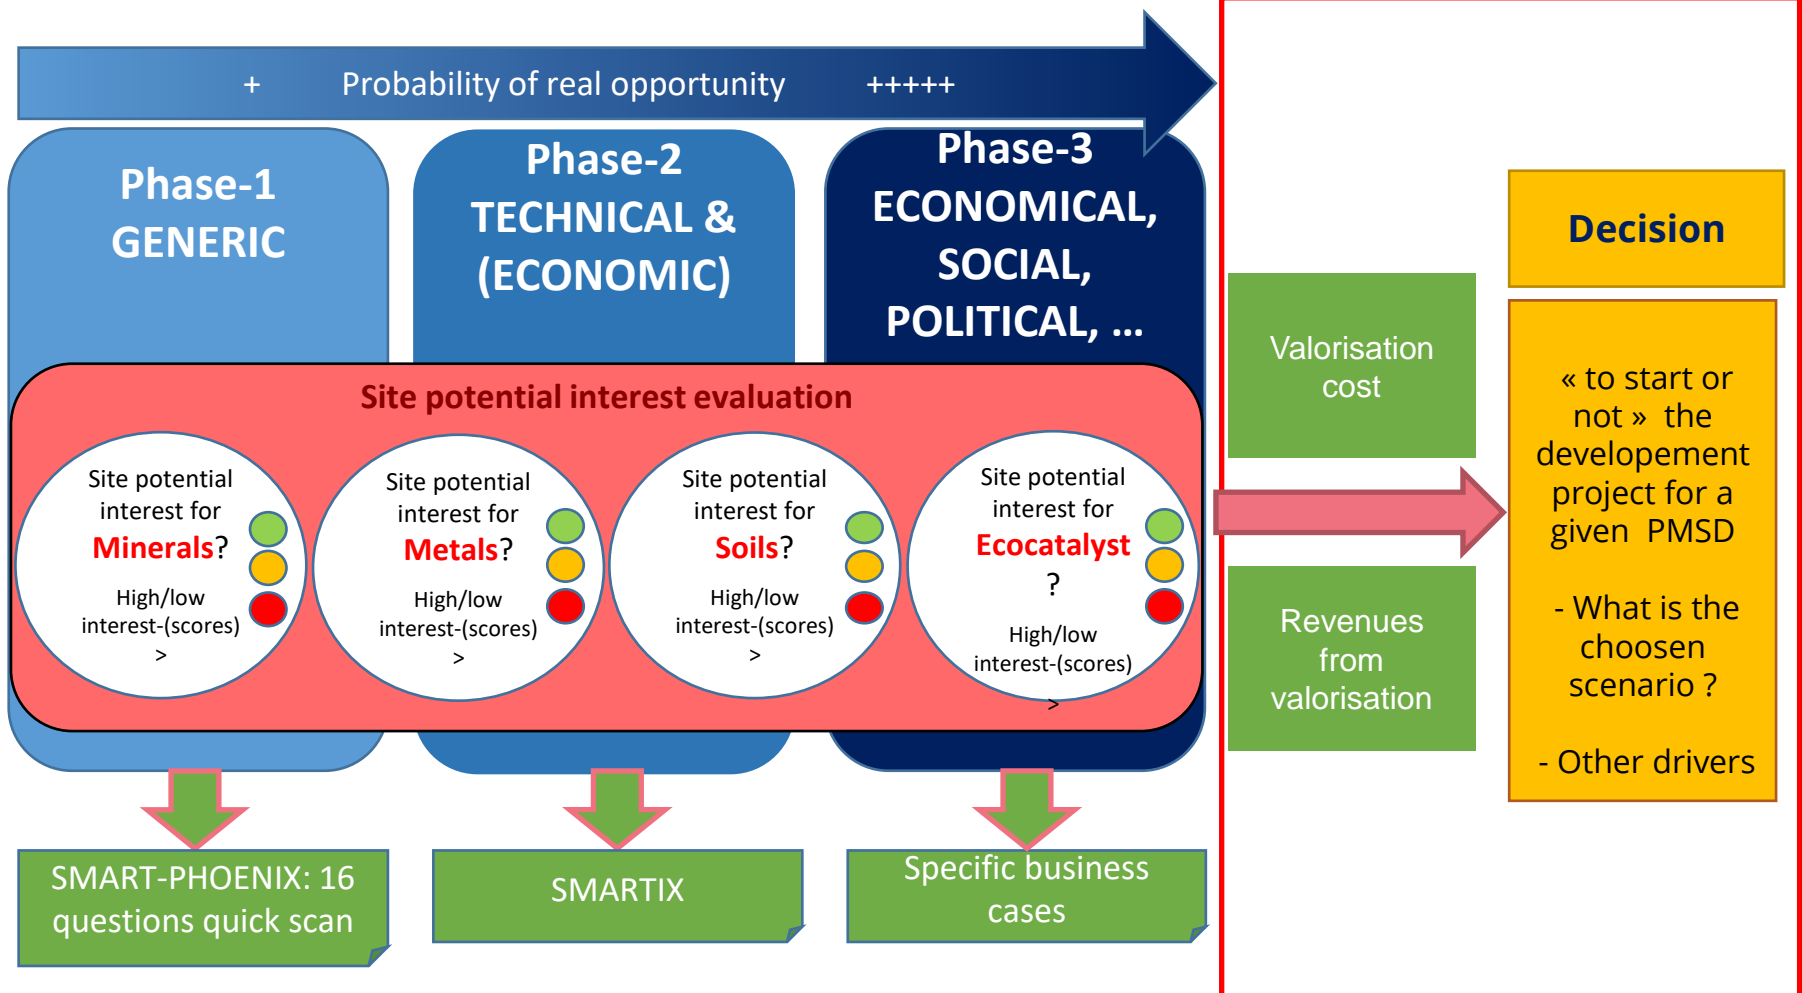 + Probability of real opportunity +++++
Phase-1
GENERIC
Phase-2
TECHNICAL &
(ECONOMIC)
Phase-3
ECONOMICAL,
SOCIAL,
POLITICAL, ...
Site potential interest evaluation
Site potential
interest for
Minerals?
High/low
interest-(scores)
>
Site potential
interest for
Metals?
High/low
interest-(scores)
>
Site potential
interest for
Soils?
High/low
interest-(scores)
>
Site potential
interest for
Ecocatalyst
?
High/low
interest-(scores)
>
SMART-PHOENIX: 16
questions quick scan
SMARTIX
Specific business
cases
Valorisation
cost
Revenues
from
valorisation
Decision
« to start or
not » the
developement
project for a
given PMSD
- What is the
choosen
scenario ?
- Other drivers